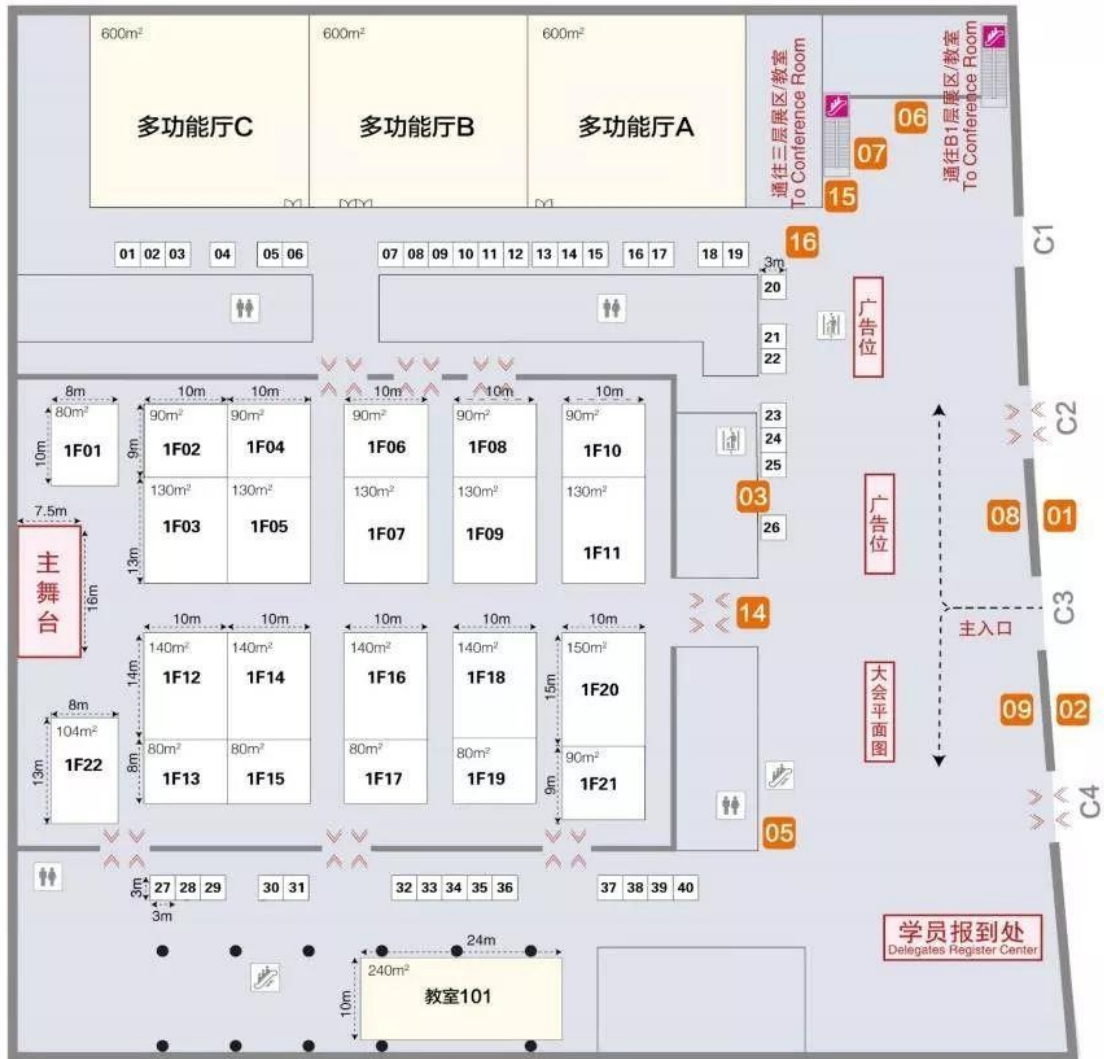 600m²
600m²
600m²
多功能厅C
多功能厅B
多功能厅A
通往三层展区/教室
To Conference Room
通往B1层展区/教室
To Conference Room
06
07
15
16
C1
01 02 03 04 05 06 07 08 09 10 11 12 13 14 15 16 17 18 19
3m
20
21
22
广告位
8m
10m
10m
10m
10m
10m
80m²
1F01
10m
9m
90m²
1F02
90m²
1F04
90m²
1F06
90m²
1F08
90m²
1F10
23
24
25
03
26
C2
130m²
1F03
130m²
1F05
130m²
1F07
130m²
1F09
130m²
1F11
13m
广告位
08
01
7.5m
主舞台
16m
14
C3
主入口
10m
10m
10m
10m
10m
14m
140m²
1F12
140m²
1F14
140m²
1F16
140m²
1F18
15m
150m²
1F20
大会平面图
09
02
8m
104m²
1F22
13m
8m
80m²
1F13
80m²
1F15
80m²
1F17
80m²
1F19
9m
90m²
1F21
05
C4
3m
27 28 29 30 31 32 33 34 35 36 37 38 39 40
3m
学员报到处
Delegates Register Center
24m
240m²
教室101
10m